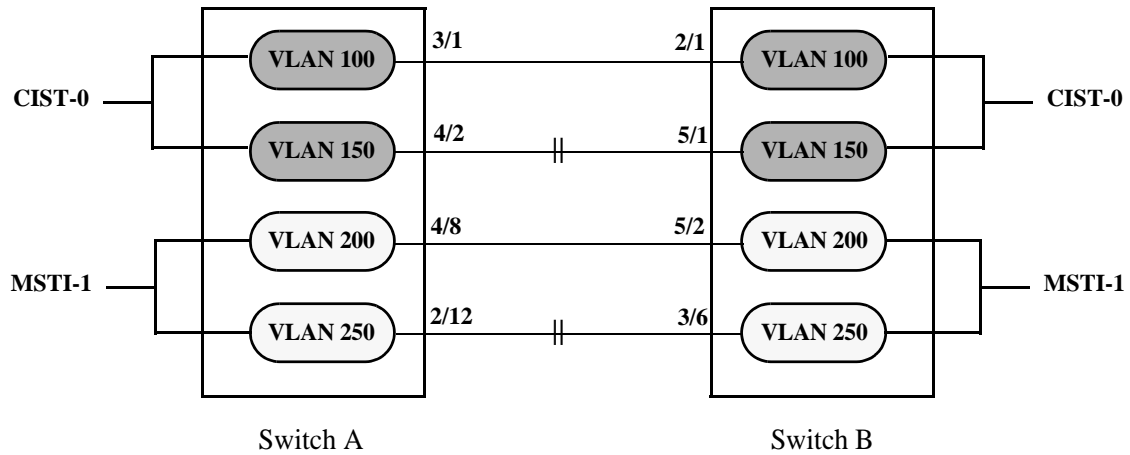 3/1
2/1
VLAN 100
VLAN 100
CIST-0
CIST-0
4/2
5/1
VLAN 150
VLAN 150
4/8
5/2
VLAN 200
VLAN 200
MSTI-1
MSTI-1
2/12
3/6
VLAN 250
VLAN 250
Switch A
Switch B